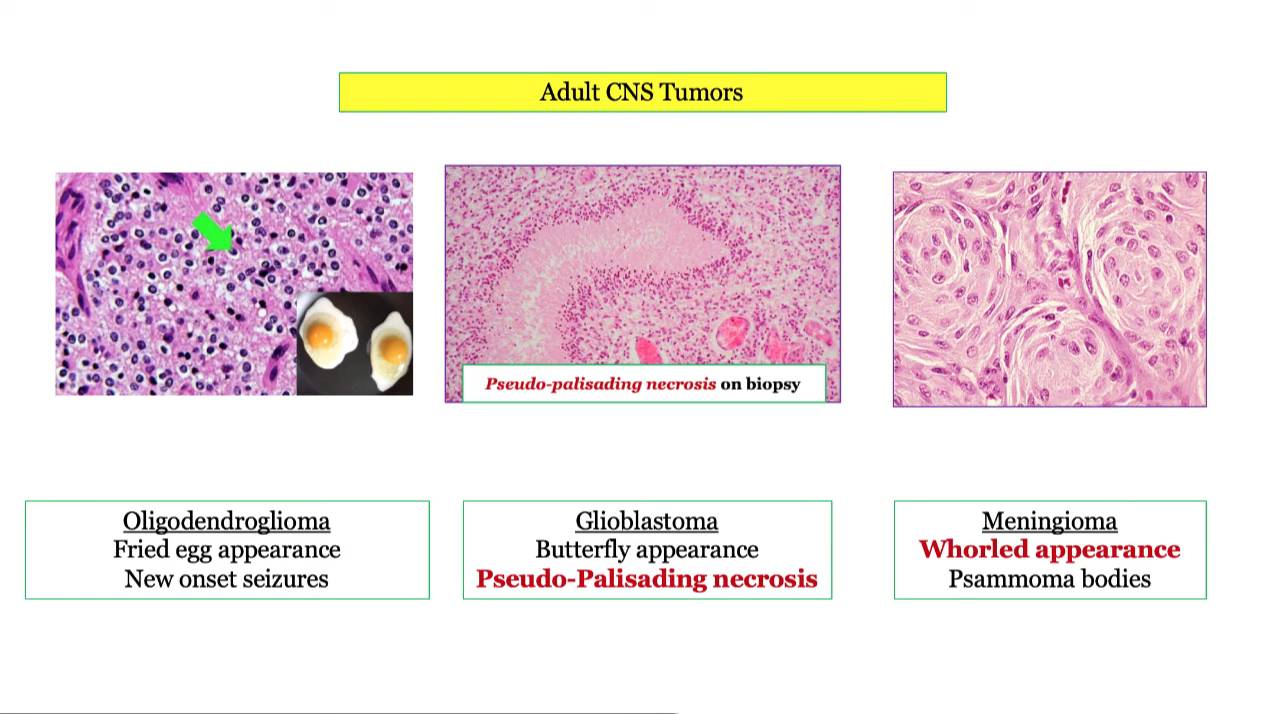 Adult CNS Tumors
Pseudo-palisading necrosis on biopsy
Oligodendroglioma
Fried egg appearance
New onset seizures
Glioblastoma
Butterfly appearance
Pseudo-Palisading necrosis
Meningioma
Whorled appearance
Psammoma bodies